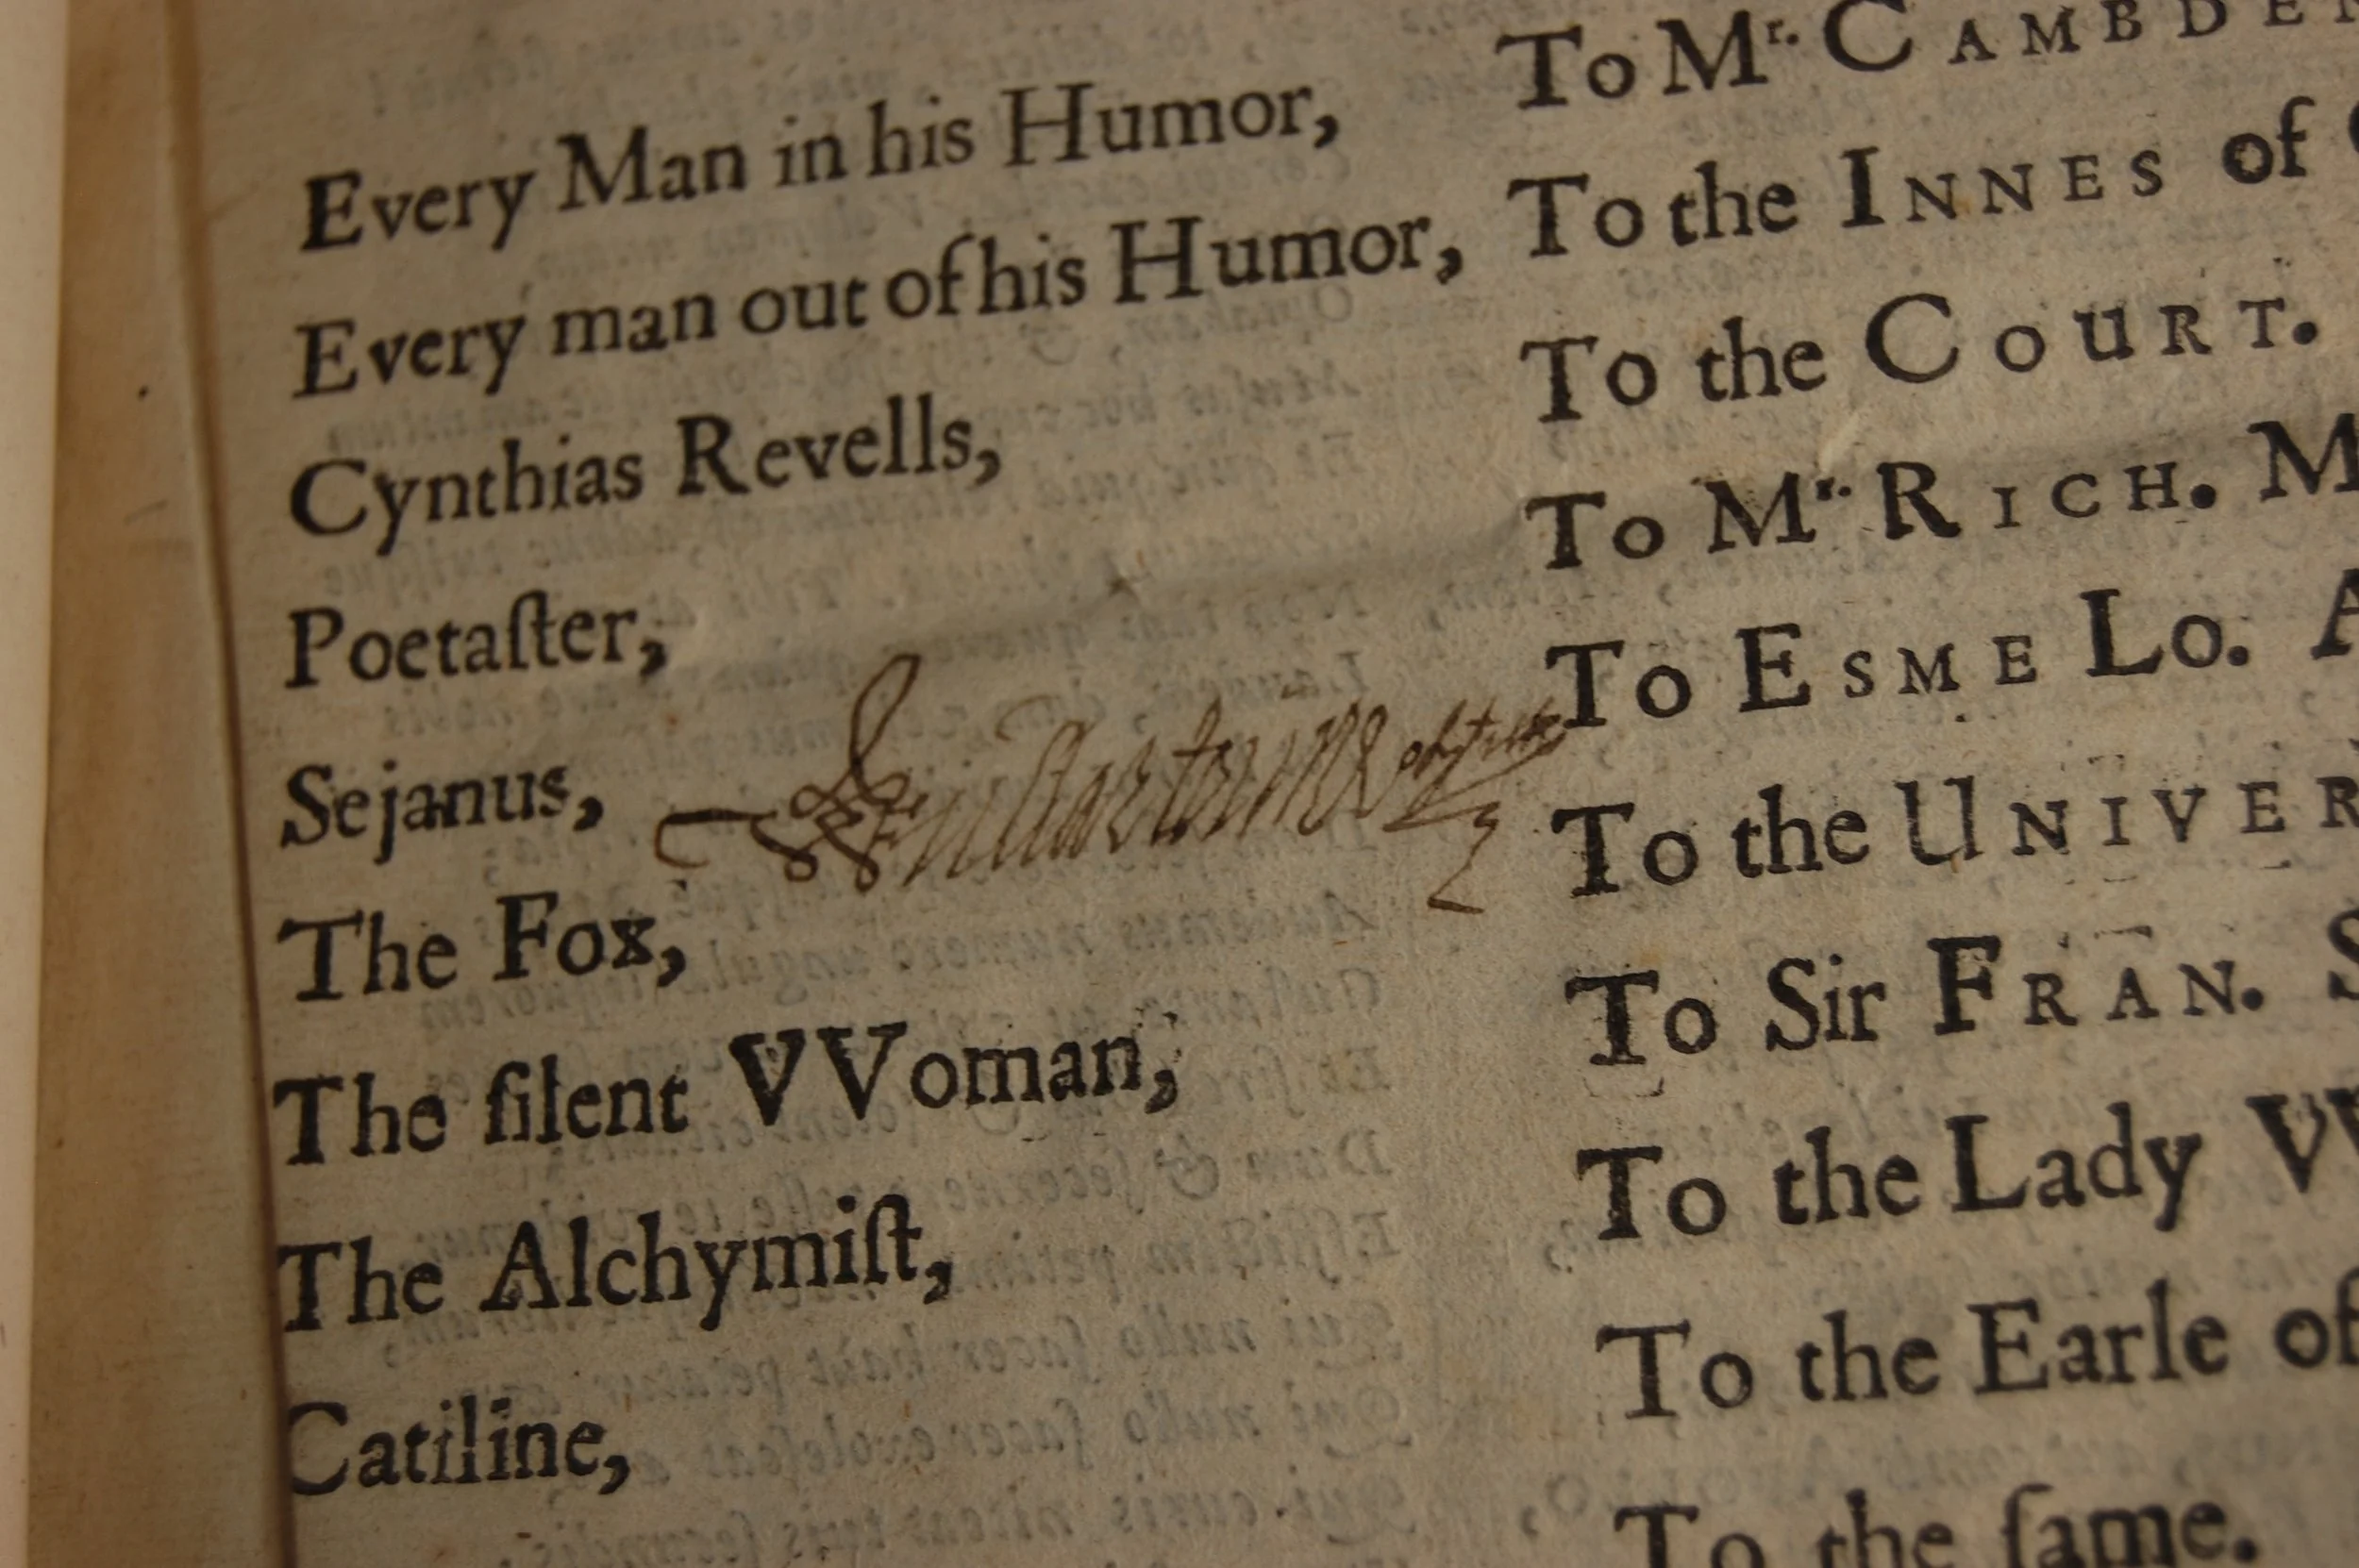 Every Man in his Humor, To Mr. CAMBDEN
Every man out of his Humor, To the INNES of
Cynthias Revells, To the COURT.
Poetaſter, To Mr. RICH. M
Sejanus, To ESME LO. A
The Fox, To the UNIVER
The ſilent VVoman, To Sir FRAN. S
The Alchymiſt, To the Lady VV
Catiline, To the Earle of
To the ſame.